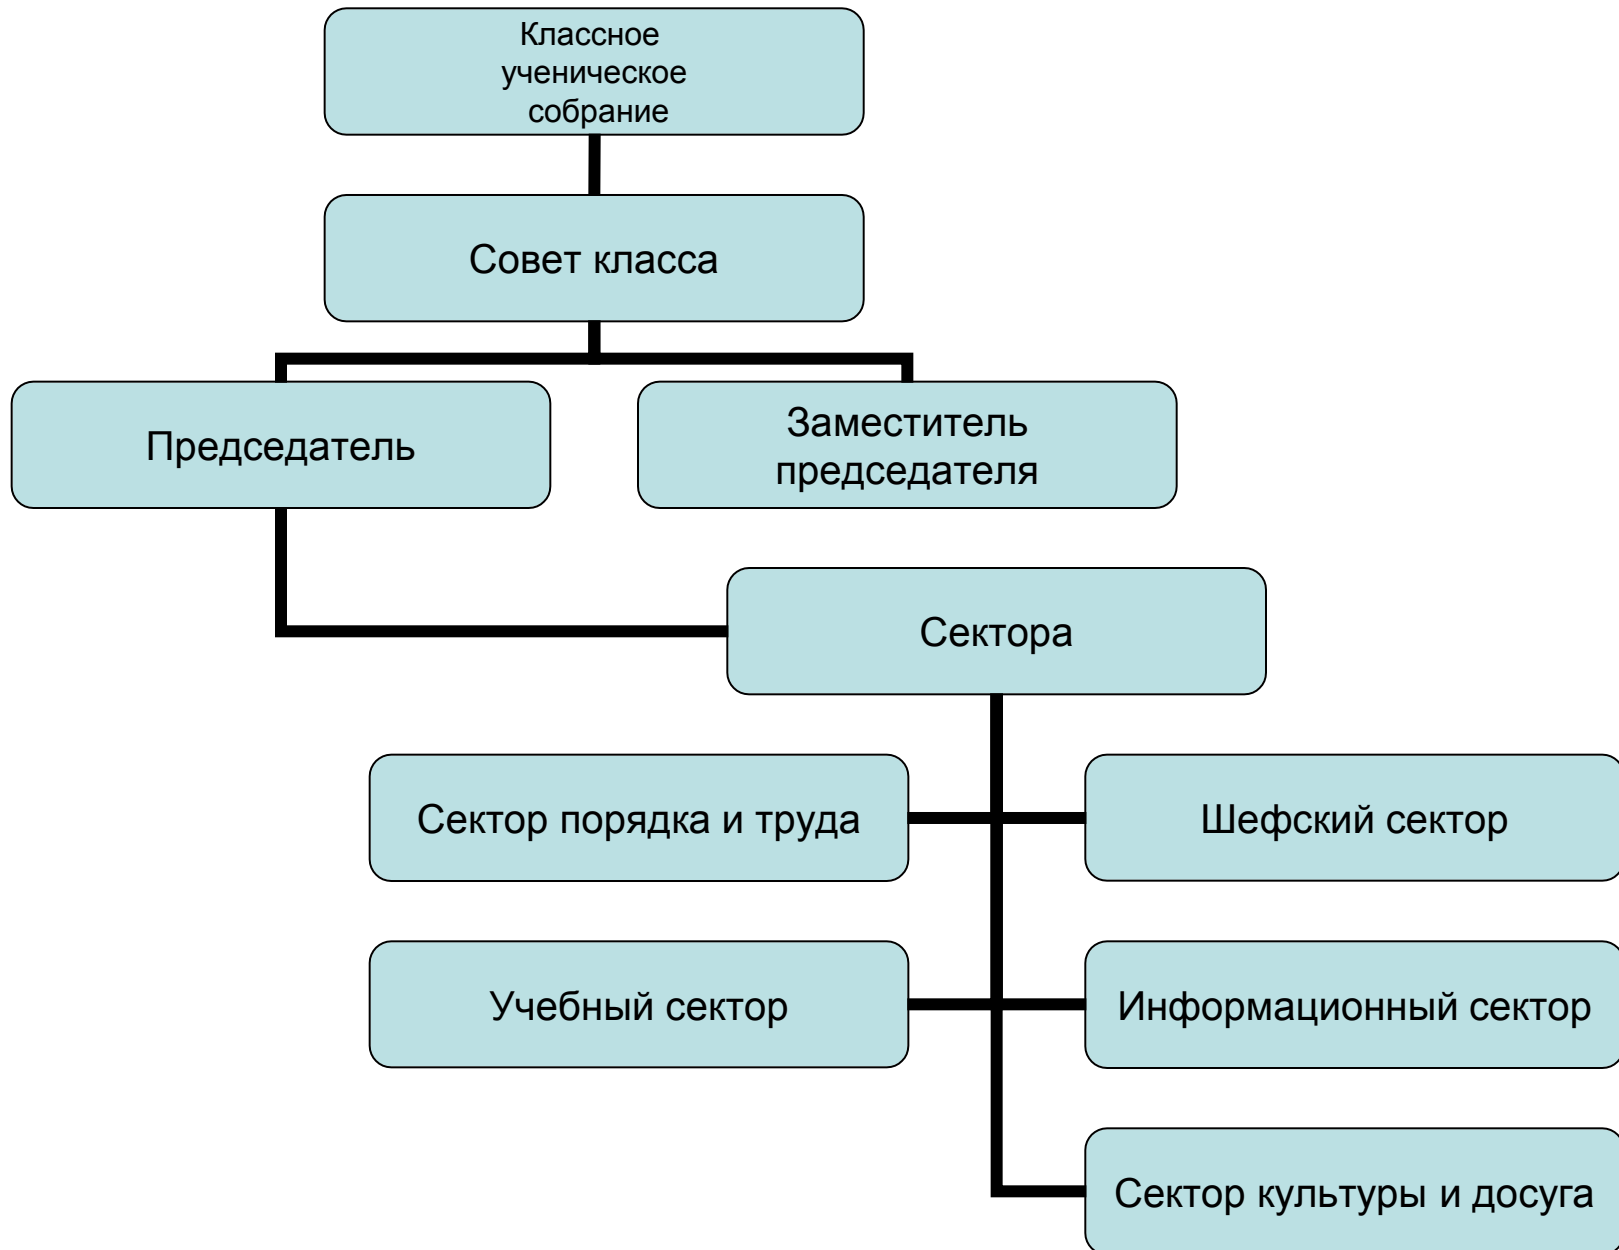 Классное
ученическое
собрание
Совет класса
Председатель
Заместитель
председателя
Сектора
Сектор порядка и труда
Шефский сектор
Учебный сектор
Информационный сектор
Сектор культуры и досуга